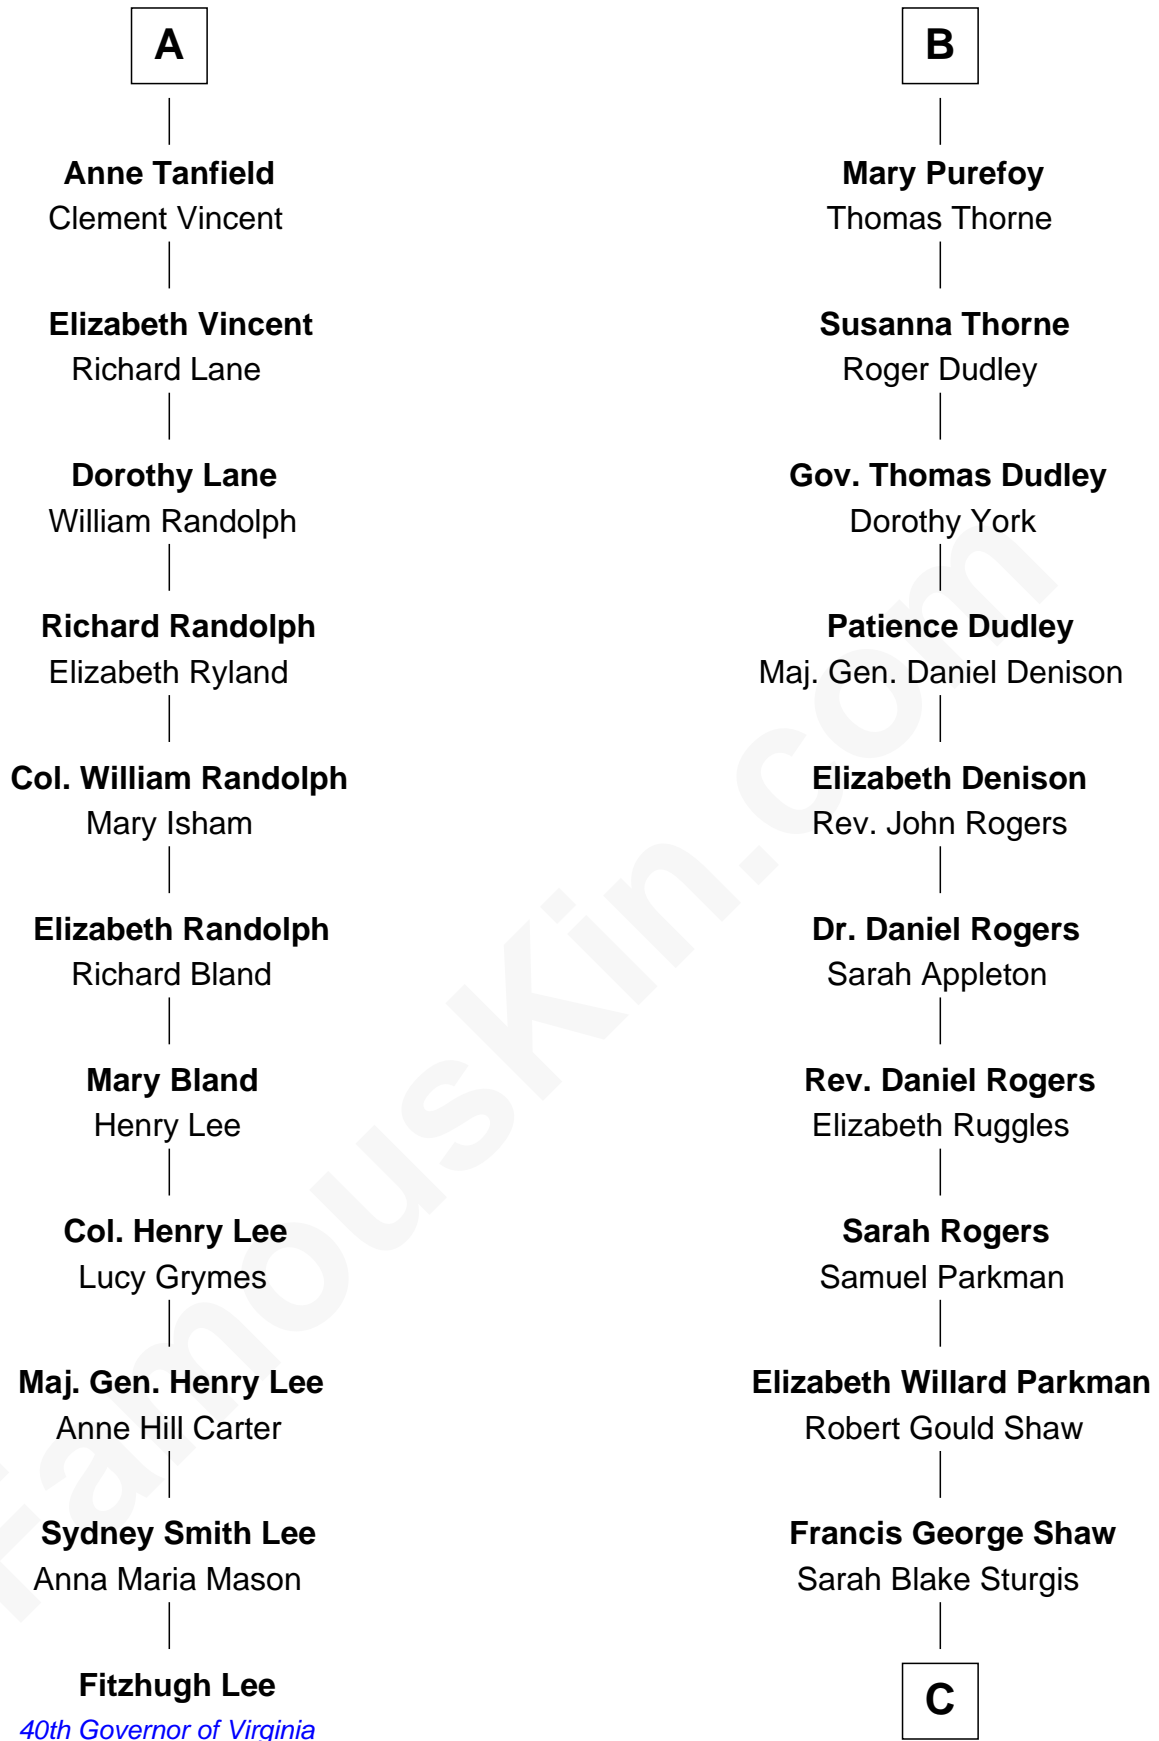 A
Anne Tanfield
Clement Vincent
Elizabeth Vincent
Richard Lane
Dorothy Lane
William Randolph
Richard Randolph
Elizabeth Ryland
Col. William Randolph
Mary Isham
Elizabeth Randolph
Richard Bland
Mary Bland
Henry Lee
Col. Henry Lee
Lucy Grymes
Maj. Gen. Henry Lee
Anne Hill Carter
Sydney Smith Lee
Anna Maria Mason
Fitzhugh Lee
40th Governor of Virginia
B
Mary Purefoy
Thomas Thorne
Susanna Thorne
Roger Dudley
Gov. Thomas Dudley
Dorothy York
Patience Dudley
Maj. Gen. Daniel Denison
Elizabeth Denison
Rev. John Rogers
Dr. Daniel Rogers
Sarah Appleton
Rev. Daniel Rogers
Elizabeth Ruggles
Sarah Rogers
Samuel Parkman
Elizabeth Willard Parkman
Robert Gould Shaw
Francis George Shaw
Sarah Blake Sturgis
C
FamousKin.com